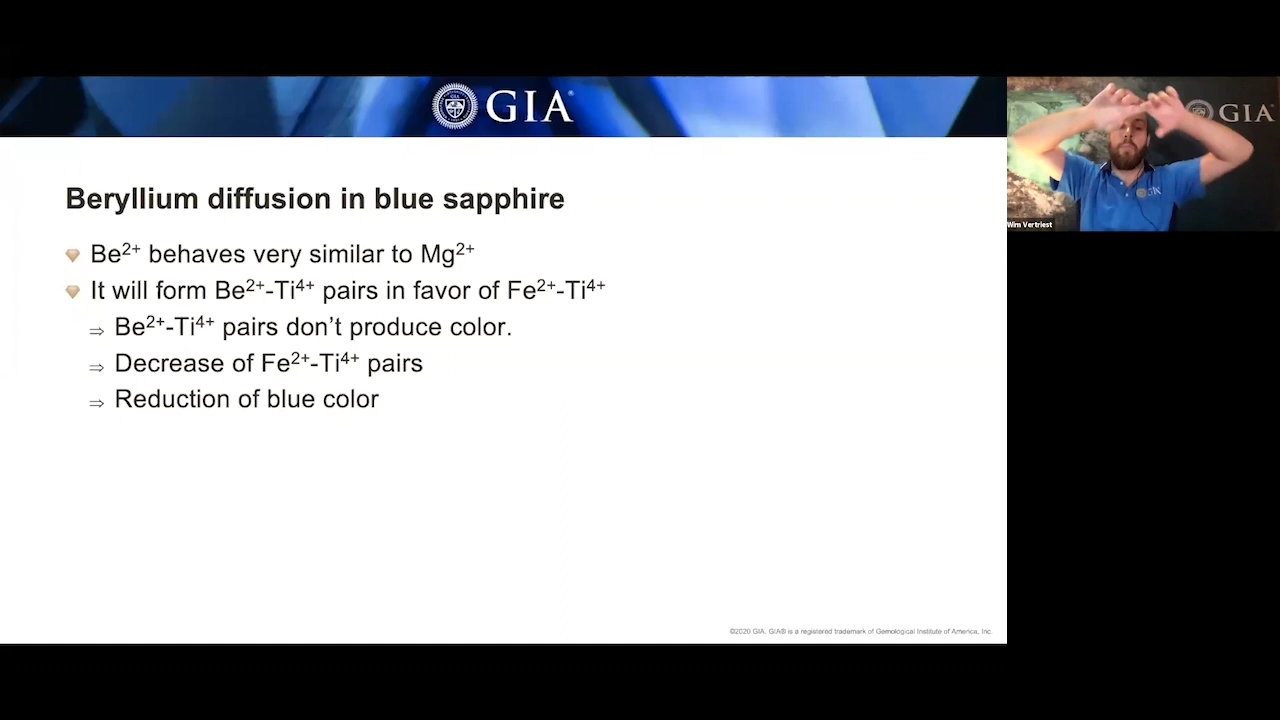 GIA®
Beryllium diffusion in blue sapphire
Be²⁺ behaves very similar to Mg²⁺
It will form Be²⁺-Ti⁴⁺ pairs in favor of Fe²⁺-Ti⁴⁺
⇒ Be²⁺-Ti⁴⁺ pairs don’t produce color.
⇒ Decrease of Fe²⁺-Ti⁴⁺ pairs
⇒ Reduction of blue color
©2020 GIA. GIA® is a registered trademark of Gemological Institute of America, Inc
GIA
GIA
Wim Vertriest